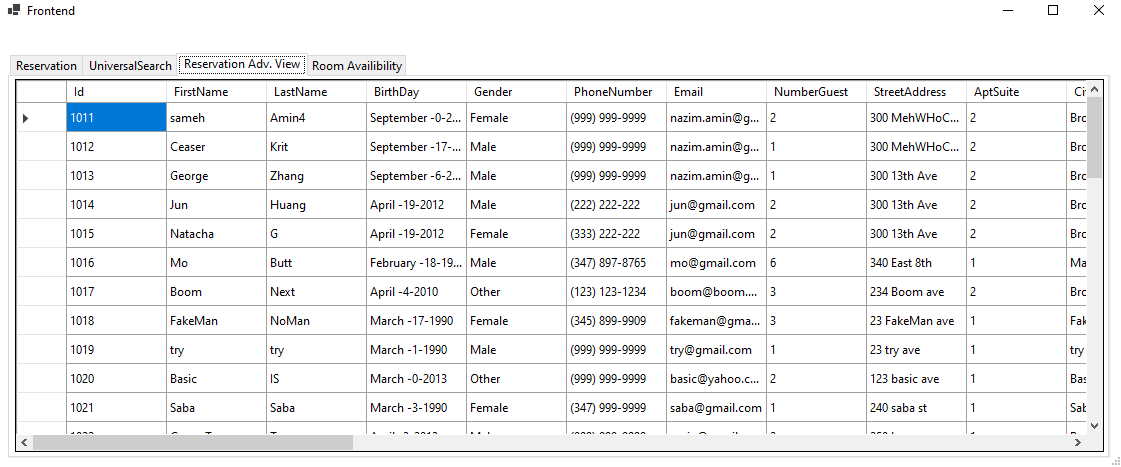 Frontend
Reservation UniversalSearch Reservation Adv. View Room Availibility
Id FirstName LastName BirthDay Gender PhoneNumber Email NumberGuest StreetAddress AptSuite Ci
1011 sameh Amin4 September -0-2... Female (999) 999-9999 nazim.amin@g... 2 300 MehWHoC... 2 Bro
1012 Ceaser Krit September -17-... Male (999) 999-9999 nazim.amin@g... 1 300 MehWHoC... 2 Bro
1013 George Zhang September -6-2... Male (999) 999-9999 nazim.amin@g... 1 300 13th Ave 2 Bro
1014 Jun Huang April -19-2012 Male (222) 222-222 jun@gmail.com 2 300 13th Ave 2 Bro
1015 Natacha G April -19-2012 Female (333) 222-222 jun@gmail.com 2 300 13th Ave 2 Bro
1016 Mo Butt February -18-19... Male (347) 897-8765 mo@gmail.com 6 340 East 8th 1 Ma
1017 Boom Next April -4-2010 Other (123) 123-1234 boom@boom.... 3 234 Boom ave 2 Bro
1018 FakeMan NoMan March -17-1990 Female (345) 899-9909 fakeman@gma... 3 23 FakeMan ave 1 Fak
1019 try try March -1-1990 Male (999) 999-9999 try@gmail.com 1 23 try ave 1 try
1020 Basic IS March -0-2013 Other (999) 999-9999 basic@yahoo.c... 2 123 basic ave 1 Bas
1021 Saba Saba March -3-1990 Female (347) 999-9999 saba@gmail.com 1 240 saba st 1 Sab